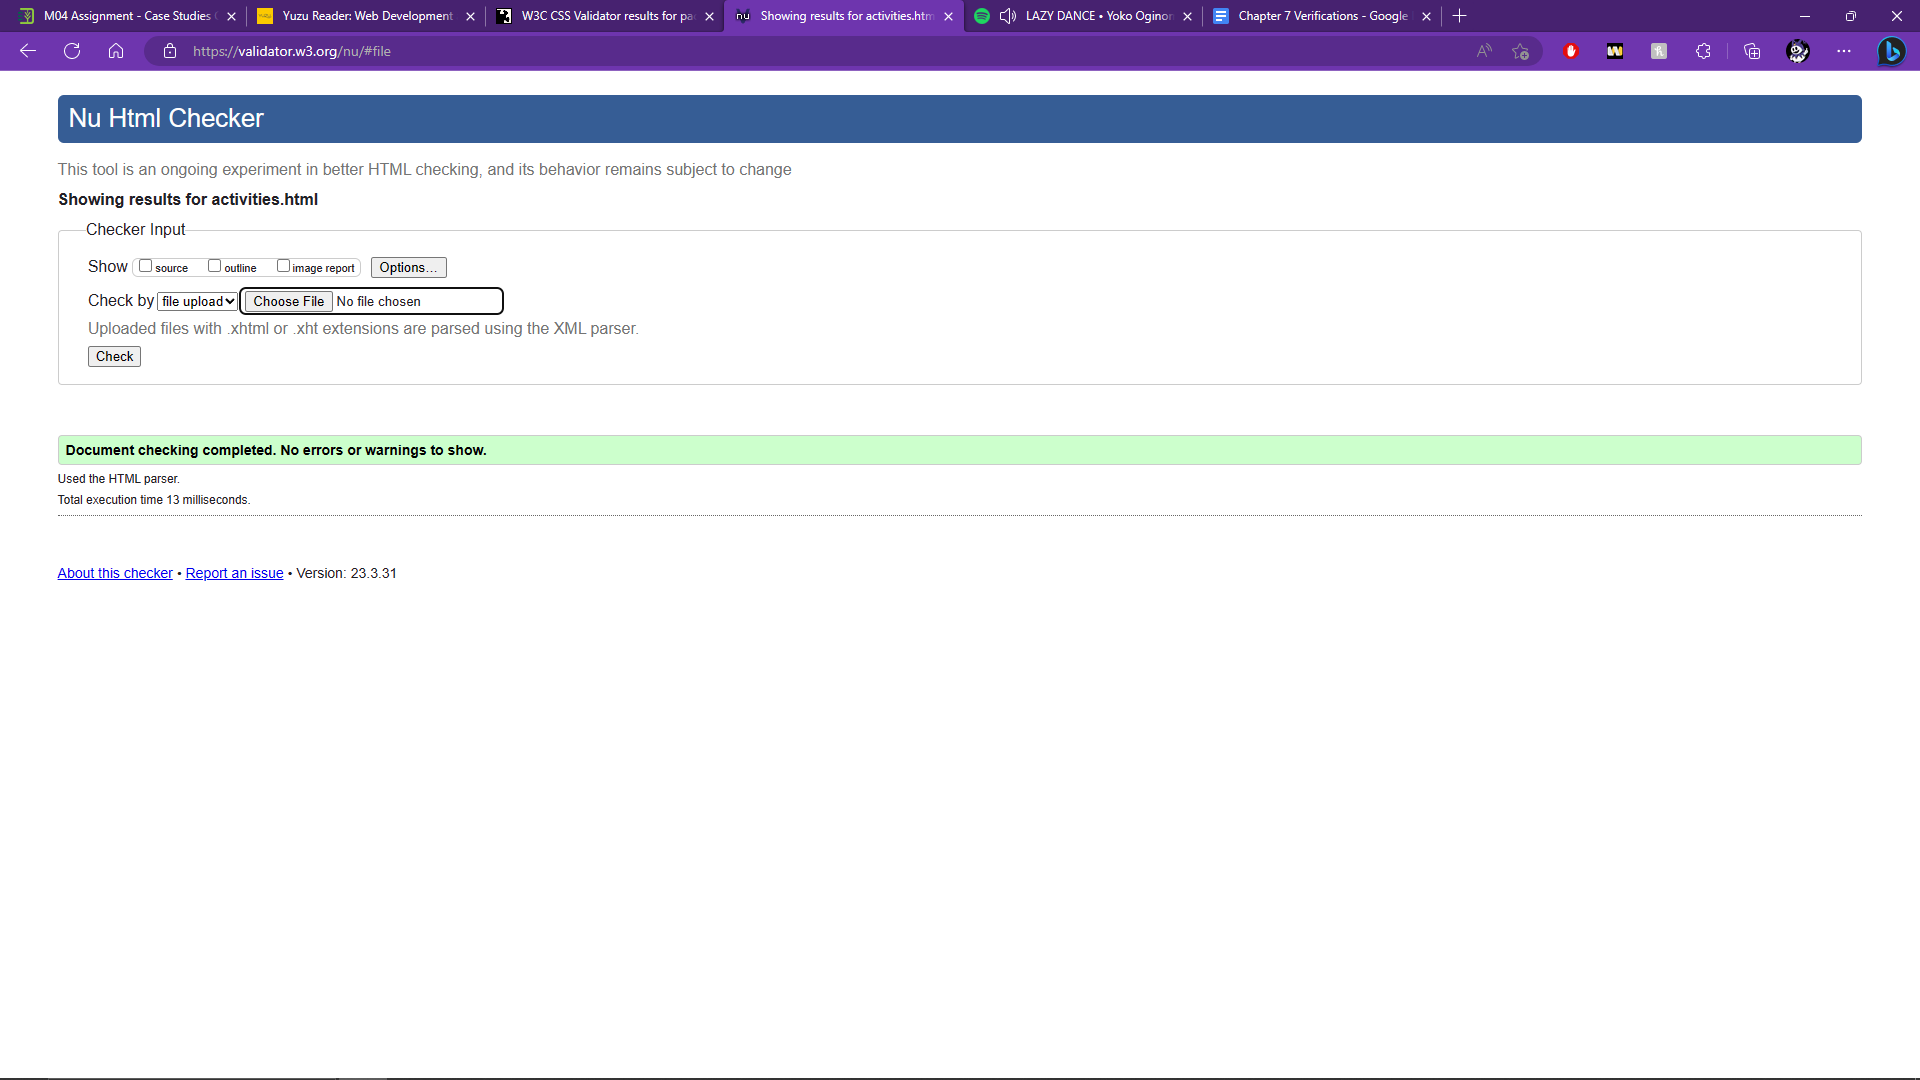 M04 Assignment - Case Studies
Yuzu Reader: Web Development
W3C CSS Validator results for pac
Showing results for activities.htm
LAZY DANCE • Yoko Oginom
Chapter 7 Verifications - Google
https://validator.w3.org/nu/#file
Nu Html Checker
This tool is an ongoing experiment in better HTML checking, and its behavior remains subject to change
Showing results for activities.html
Checker Input
Show source outline image report Options...
Check by file upload Choose File No file chosen
Uploaded files with .xhtml or .xht extensions are parsed using the XML parser.
Check
Document checking completed. No errors or warnings to show.
Used the HTML parser.
Total execution time 13 milliseconds.
About this checker • Report an issue • Version: 23.3.31